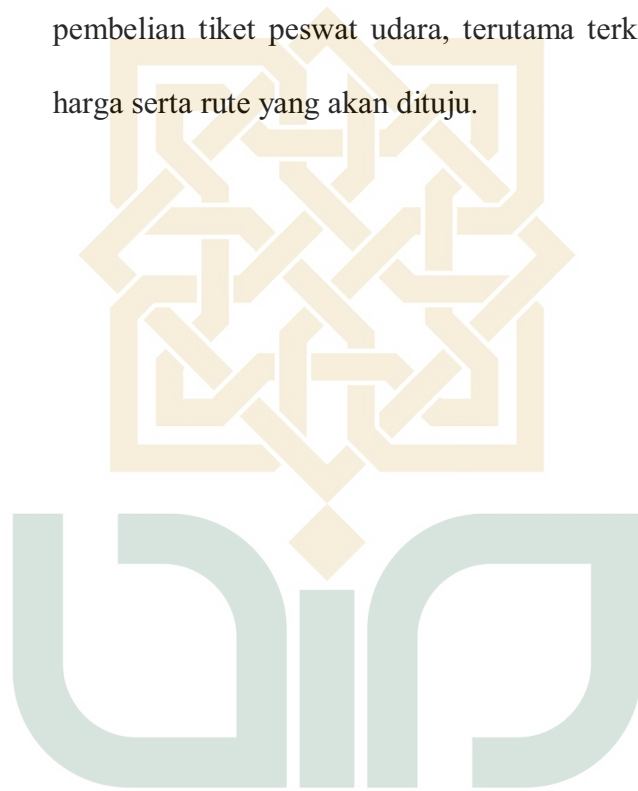 pembelian tiket peswat udara, terutama terk
harga serta rute yang akan dituju.